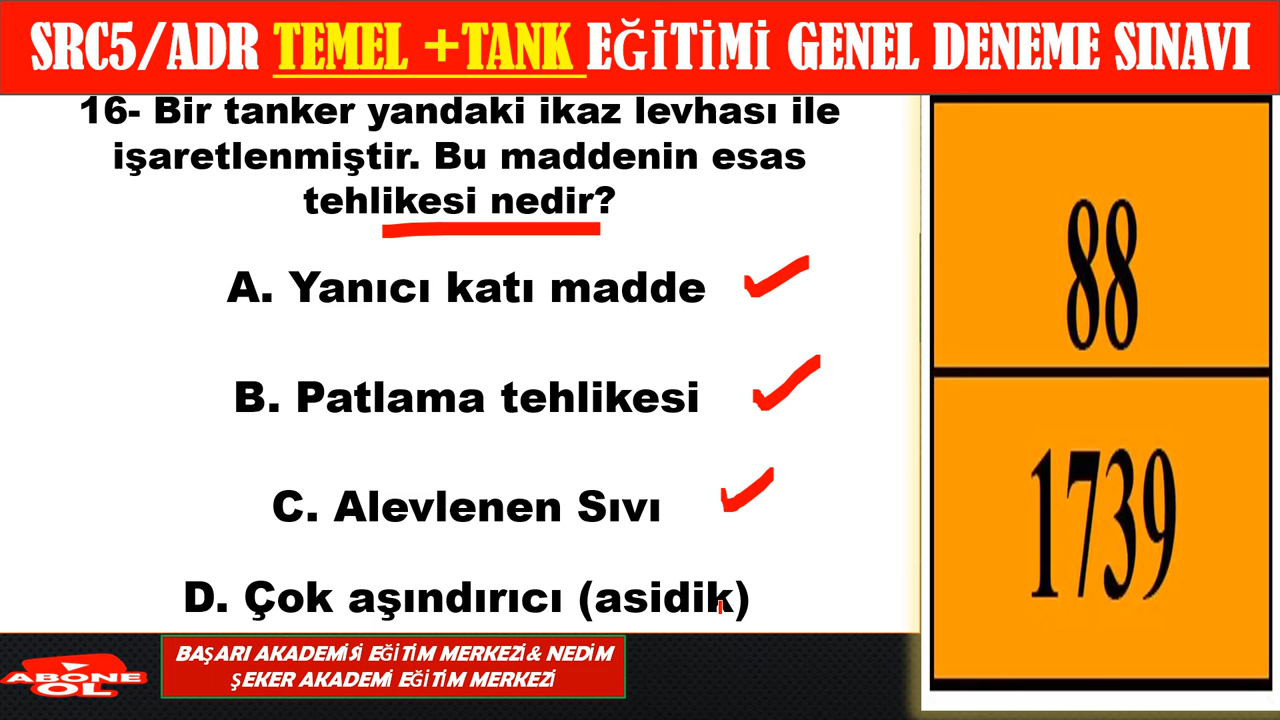 SRC5/ADR TEMEL +TANK EĞİTİMİ GENEL DENEME SINAVI
16- Bir tanker yandaki ikaz levhası ile
işaretlenmiştir. Bu maddenin esas
tehlikesi nedir?
A. Yanıcı katı madde
B. Patlama tehlikesi
C. Alevlenen Sıvı
D. Çok aşındırıcı (asidik)
88
1739
ABONE
OL
BAŞARI AKADEMİSİ EĞİTİM MERKEZİ& NEDİM
ŞEKER AKADEMİ EĞİTİM MERKEZİ